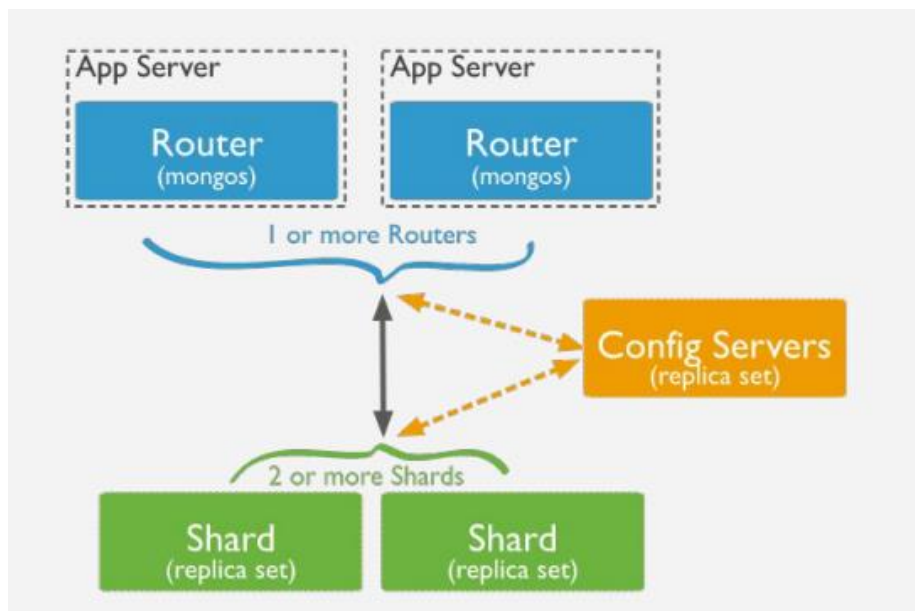 App Server
App Server
Router
(mongos)
Router
(mongos)
1 or more Routers
Config Servers
(replica set)
2 or more Shards
Shard
(replica set)
Shard
(replica set)